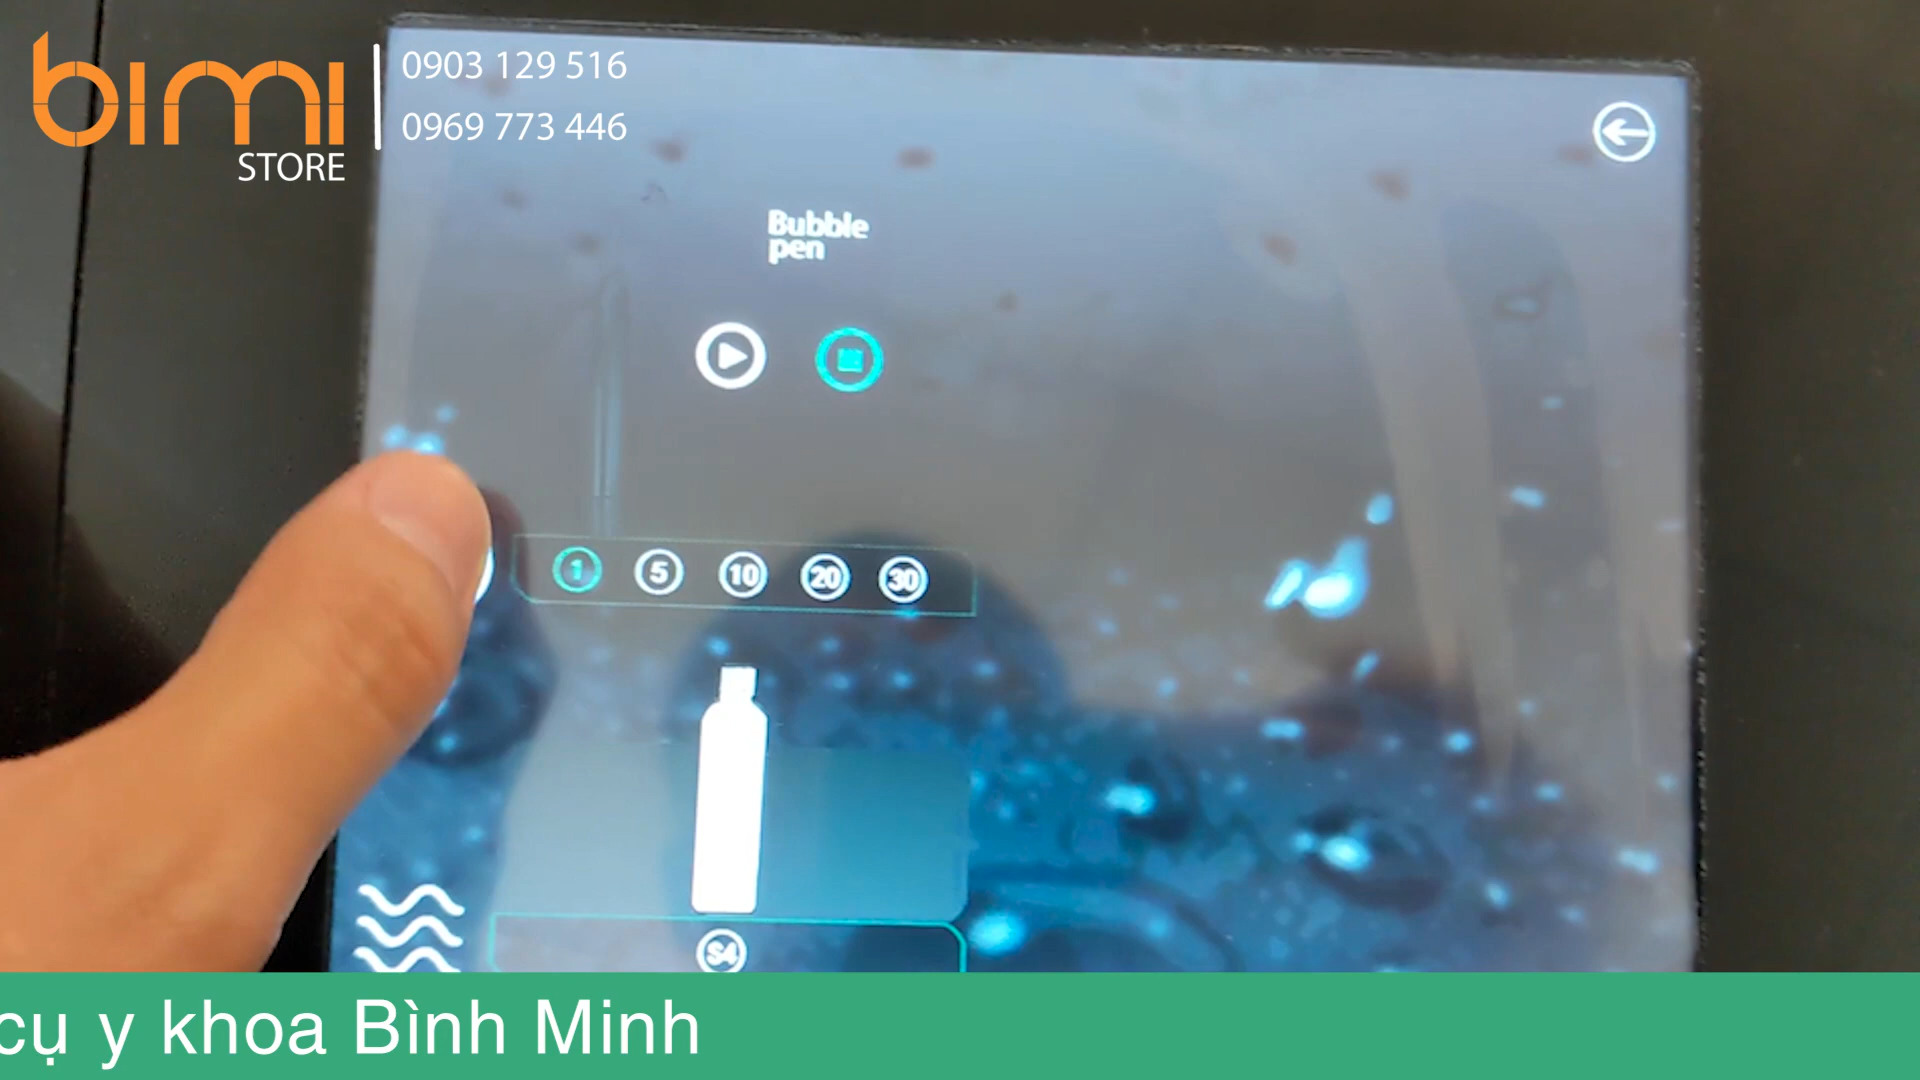 bimi
STORE
0903 129 516
0969 773 446
Bubble
pen
1 5 10 20 30
S4
cụ y khoa Bình Minh